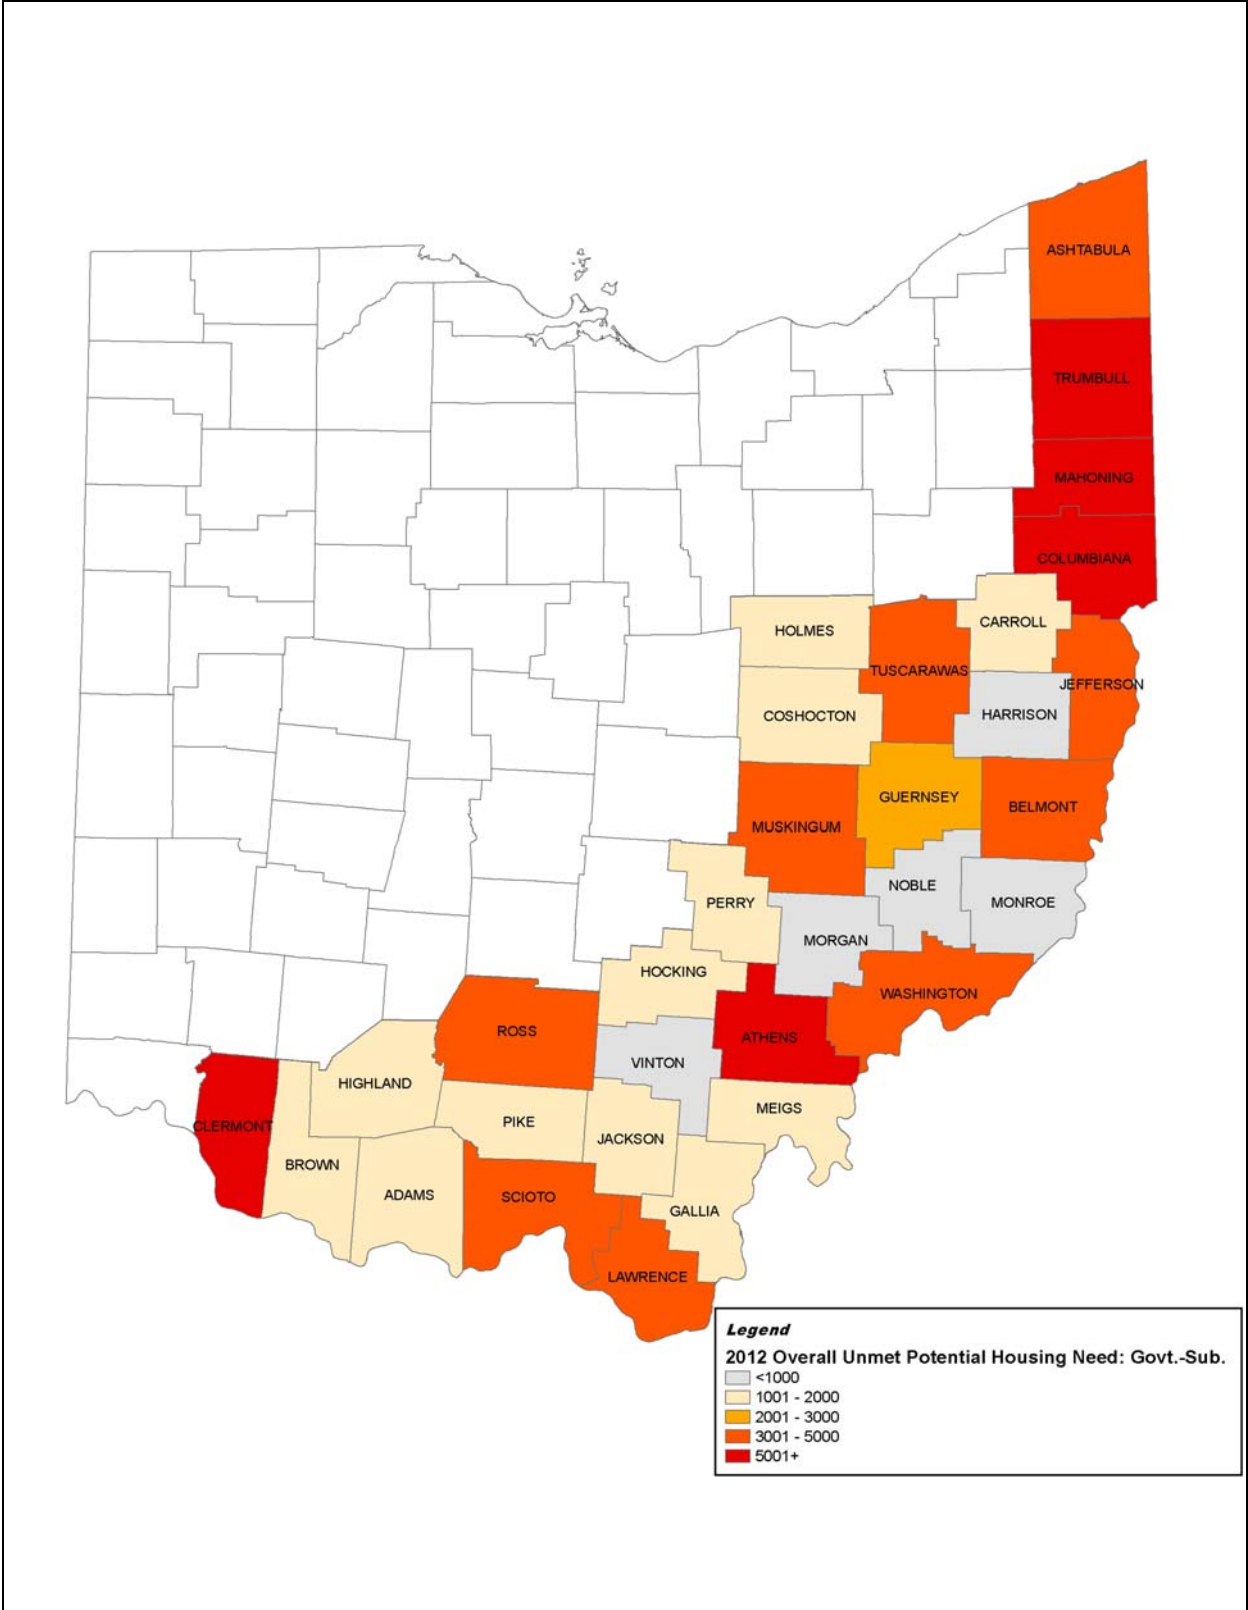 ASHTABULA
TRUMBULL
MAHONING
COLUMBIANA
CARROLL
HOLMES
TUSCARAWAS
JEFFERSON
COSHOCTON
HARRISON
GUERNSEY
BELMONT
MUSKINGUM
NOBLE
PERRY
MONROE
MORGAN
HOCKING
WASHINGTON
ROSS
ATHENS
VINTON
HIGHLAND
MEIGS
PIKE
CLERMONT
JACKSON
BROWN
ADAMS
SCIOTO
GALLIA
LAWRENCE
Legend
2012 Overall Unmet Potential Housing Need: Govt.-Sub.
<1000
1001 - 2000
2001 - 3000
3001 - 5000
5001+